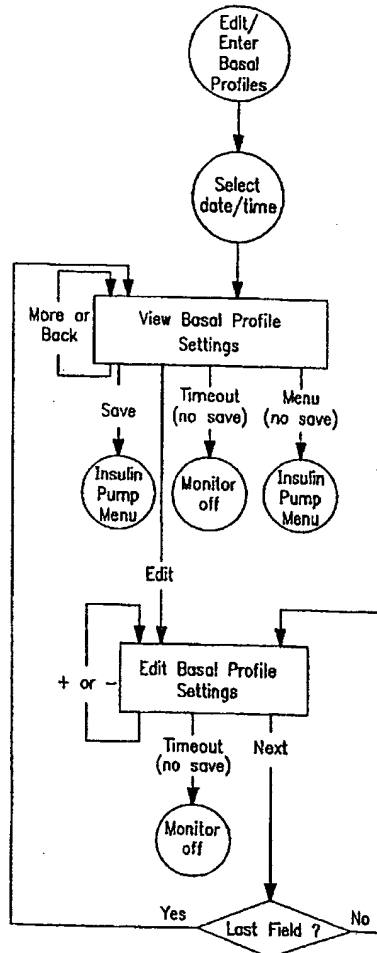 Edit/
Enter
Basal
Profiles
Select
date/time
More or
Back
View Basal Profile
Settings
Save
Timeout
(no save)
Menu
(no save)
Insulin
Pump
Menu
Monitor
off
Insulin
Pump
Menu
Edit
+ or -
Edit Basal Profile
Settings
Timeout
(no save)
Next
Monitor
off
Yes
Last Field ?
No